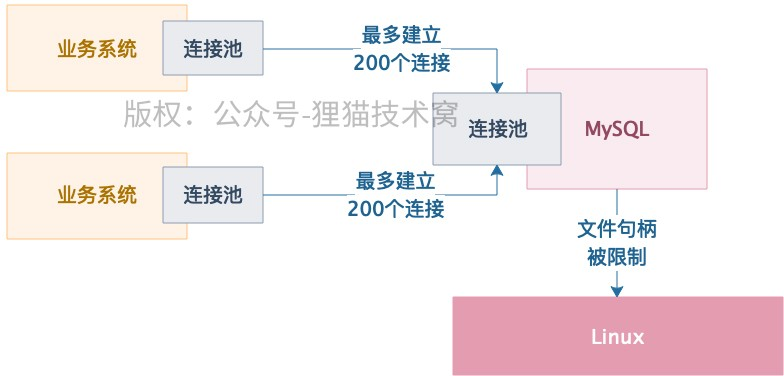 业务系统
连接池
最多建立
200个连接
版权：公众号-狸猫技术窝
连接池
MySQL
业务系统
连接池
最多建立
200个连接
文件句柄
被限制
Linux